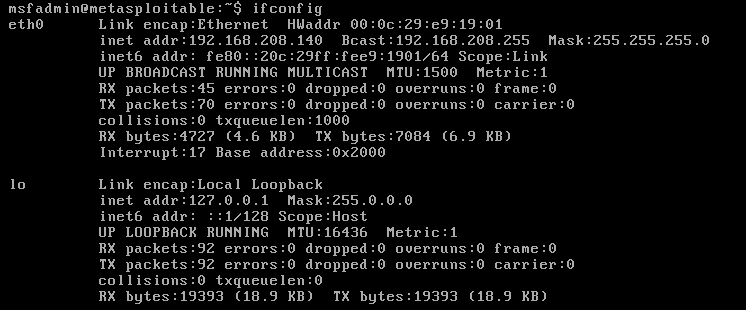 msfadmin@metasploitable:~$ ifconfig
eth0 Link encap:Ethernet HWaddr 00:0c:29:e9:19:01
inet addr:192.168.208.140 Bcast:192.168.208.255 Mask:255.255.255.0
inet6 addr: fe80::20c:29ff:fee9:1901/64 Scope:Link
UP BROADCAST RUNNING MULTICAST MTU:1500 Metric:1
RX packets:45 errors:0 dropped:0 overruns:0 frame:0
TX packets:70 errors:0 dropped:0 overruns:0 carrier:0
collisions:0 txqueuelen:1000
RX bytes:4727 (4.6 KB) TX bytes:7084 (6.9 KB)
Interrupt:17 Base address:0x2000
lo Link encap:Local Loopback
inet addr:127.0.0.1 Mask:255.0.0.0
inet6 addr: ::1/128 Scope:Host
UP LOOPBACK RUNNING MTU:16436 Metric:1
RX packets:92 errors:0 dropped:0 overruns:0 frame:0
TX packets:92 errors:0 dropped:0 overruns:0 carrier:0
collisions:0 txqueuelen:0
RX bytes:19393 (18.9 KB) TX bytes:19393 (18.9 KB)